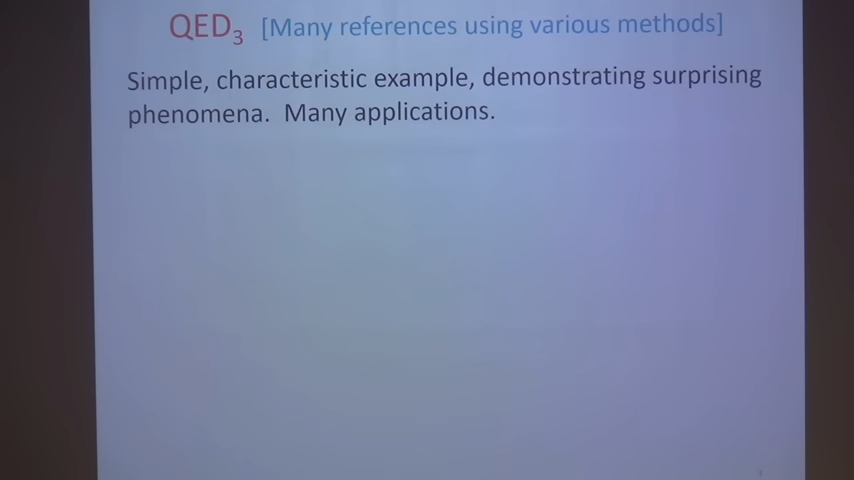 QED₃ [Many references using various methods]
Simple, characteristic example, demonstrating surprising
phenomena. Many applications.